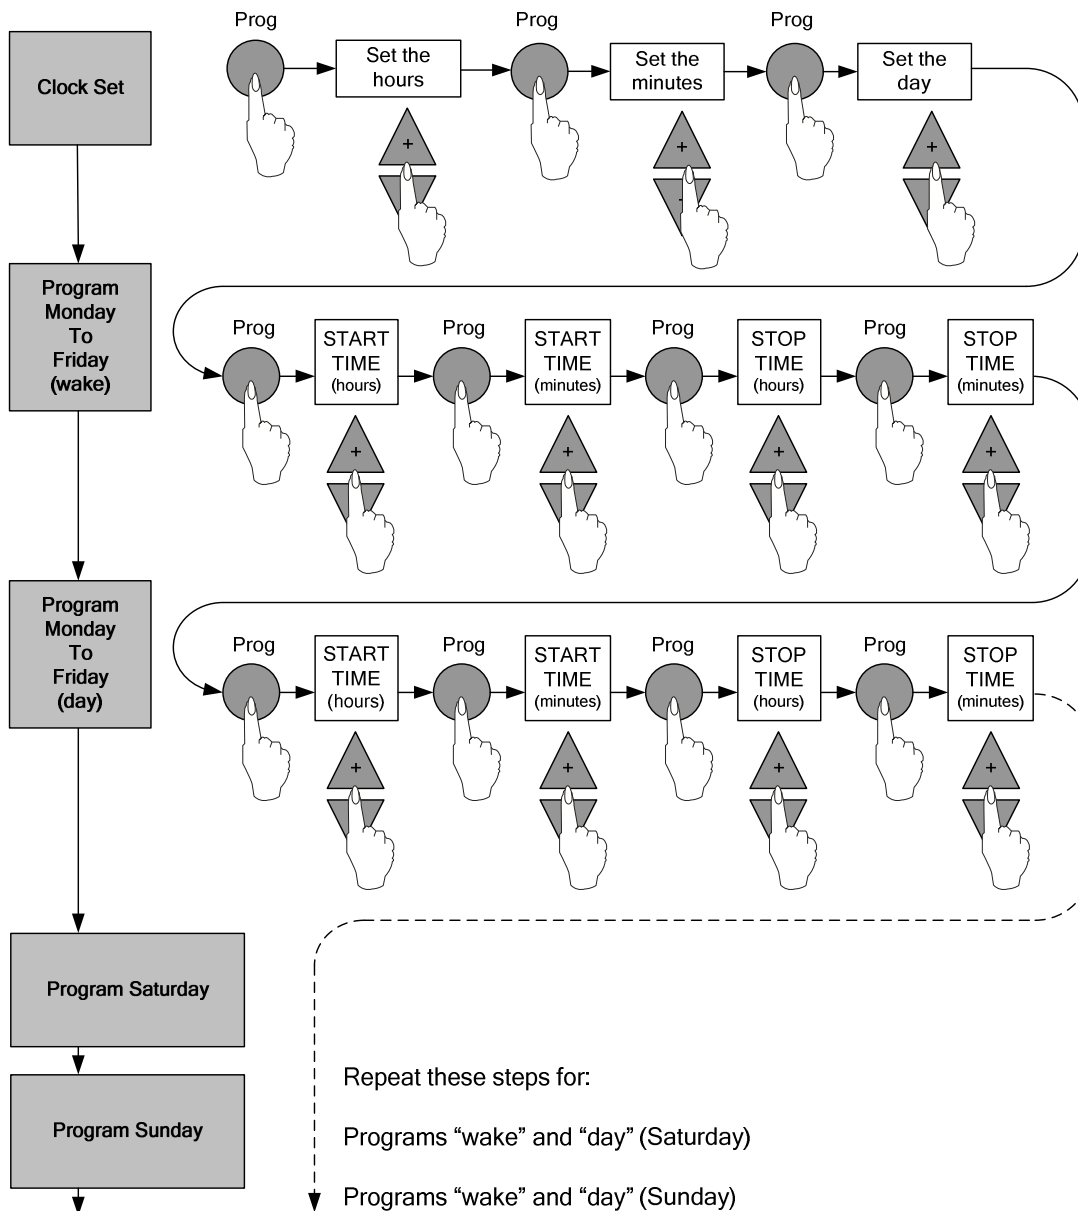 Prog
Prog
Prog
Clock Set
Set the
hours
Set the
minutes
Set the
day
+
+
+
-
Program
Monday
To
Friday
(wake)
Prog
START
TIME
(hours)
Prog
START
TIME
(minutes)
Prog
STOP
TIME
(hours)
Prog
STOP
TIME
(minutes)
+
+
+
+
Program
Monday
To
Friday
(day)
Prog
START
TIME
(hours)
Prog
START
TIME
(minutes)
Prog
STOP
TIME
(hours)
Prog
STOP
TIME
(minutes)
+
+
+
+
Program Saturday
Program Sunday
Repeat these steps for:
Programs “wake” and “day” (Saturday)
Programs “wake” and “day” (Sunday)